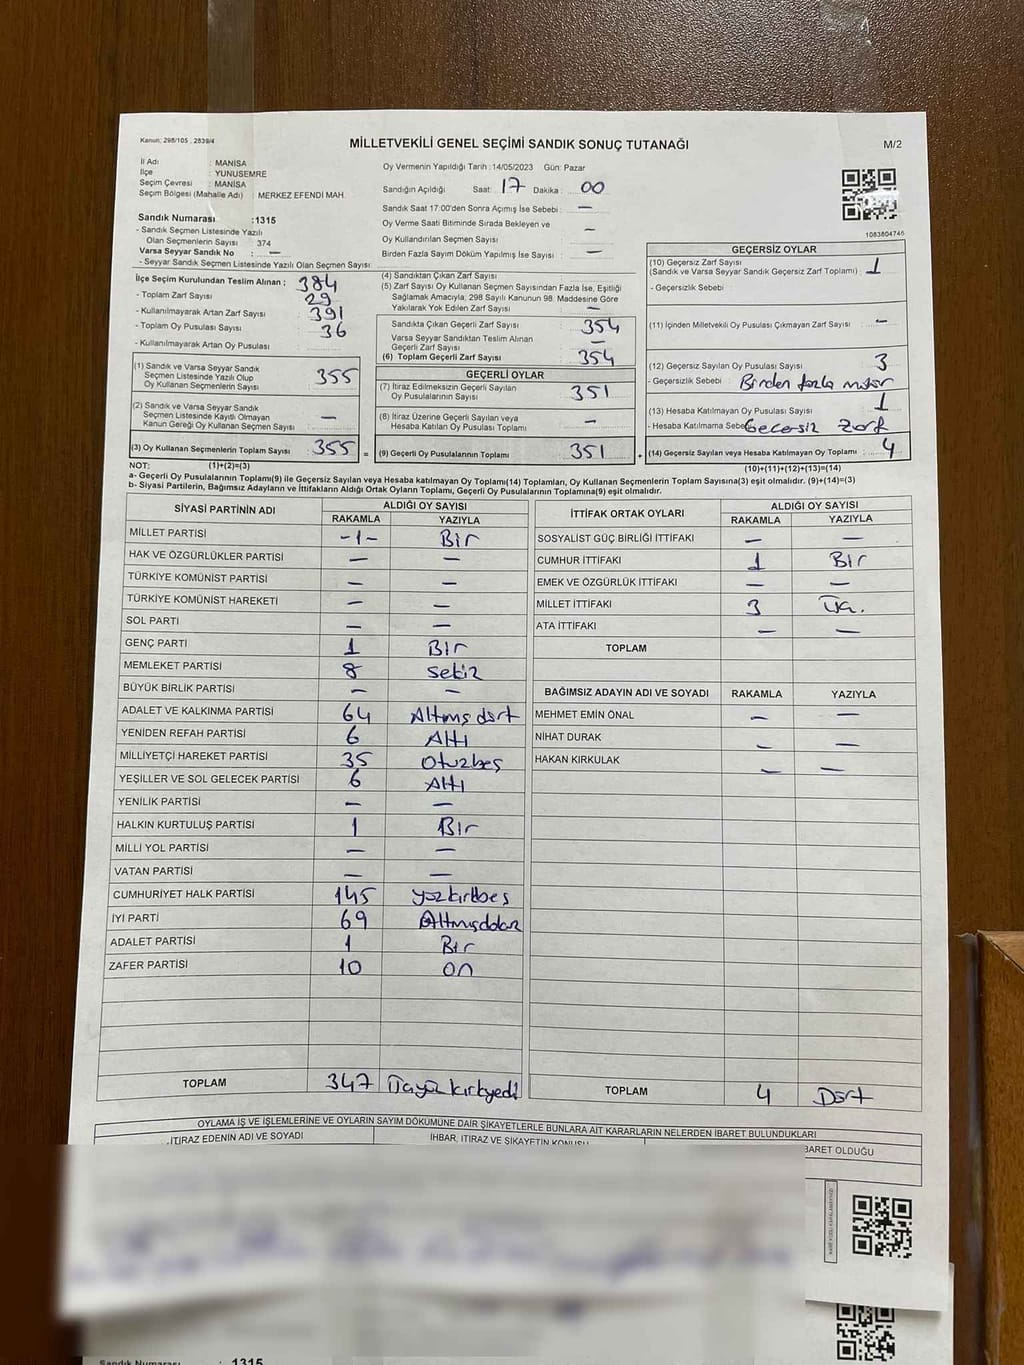 Kanun; 298/105 , 2839/4
MİLLETVEKİLİ GENEL SEÇİMİ SANDIK SONUÇ TUTANAĞI
M/2
İl Adı : MANİSA
İlçe : YUNUSEMRE
Seçim Çevresi : MANİSA
Seçim Bölgesi (Mahalle Adı) : MERKEZ EFENDİ MAH.
Sandık Numarası :1315
- Sandık Seçmen Listesinde Yazılı
Olan Seçmenlerin Sayısı : 374
Varsa Seyyar Sandık No —
- Seyyar Sandık Seçmen Listesinde Yazılı Olan Seçmen Sayısı
Oy Vermenin Yapıldığı Tarih :14/05/2023 Gün: Pazar
Sandığın Açıldığı Saat: 17 Dakika : 00
Sandık Saat 17.00'den Sonra Açımış İse Sebebi : —
Oy Verme Saati Bitiminde Sırada Bekleyen ve
Oy Kullandırılan Seçmen Sayısı —
Birden Fazla Sayım Döküm Yapılmış İse Sayısı : —
1083804746
İlçe Seçim Kurulundan Teslim Alınan ; 384
- Toplam Zarf Sayısı 29
- Kullanılmayarak Artan Zarf Sayısı : 391
- Toplam Oy Pusulası Sayısı 36
- Kullanılmayarak Artan Oy Pusulası :
(1) Sandık ve Varsa Seyyar Sandık
Seçmen Listesinde Yazılı Olup
Oy Kullanan Seçmenlerin Sayısı 355
(2) Sandık ve Varsa Seyyar Sandık
Seçmen Listesinde Kayıtlı Olmayan
Kanun Gereği Oy Kullanan Seçmen Sayısı —
(3) Oy Kullanan Seçmenlerin Toplam Sayısı 355 =
(4) Sandıktan Çıkan Zarf Sayısı :
(5) Zarf Sayısı Oy Kullanan Seçmen Sayısından Fazla İse, Eşitliği
Sağlamak Amacıyla, 298 Sayılı Kanunun 98. Maddesine Göre
Yakılarak Yok Edilen Zarf Sayısı : —
Sandıkta Çıkan Geçerli Zarf Sayısı : 354
Varsa Seyyar Sandıktan Teslim Alınan
Geçerli Zarf Sayısı —
(6) Toplam Geçerli Zarf Sayısı : 354
GEÇERLİ OYLAR
(7) İtiraz Edilmeksizin Geçerli Sayılan
Oy Pusulalarının Sayısı : 351
(8) İtiraz Üzerine Geçerli Sayılan veya
Hesaba Katılan Oy Pusulası Toplamı —
(9) Geçerli Oy Pusulalarının Toplamı : 351 +
GEÇERSİZ OYLAR
(10) Geçersiz Zarf Sayısı
(Sandık ve Varsa Seyyar Sandık Geçersiz Zarf Toplamı) 1
- Geçersizlik Sebebi :
(11) İçinden Milletvekili Oy Pusulası Çıkmayan Zarf Sayısı —
(12) Geçersiz Sayılan Oy Pusulası Sayısı 3
- Geçersizlik Sebebi : Birden fazla mühür
(13) Hesaba Katılmayan Oy Pusulası Sayısı 1
- Hesaba Katılmama Sebebi Gecersiz Zarf
(14) Geçersiz Sayılan veya Hesaba Katılmayan Oy Toplamı : 4
NOT: (1)+(2)=(3) (10)+(11)+(12)+(13)=(14)
a- Geçerli Oy Pusulaları Toplamı(9) ile Geçersiz Sayılan veya Hesaba katılmayan Oy Toplamı(14) Toplamları, Oy Kullanan Seçmenlerin Toplam Sayısına(3) eşit olmalıdır. (9)+(14)=(3)
b- Siyasi Partilerin, Bağımsız Adayların ve İttifakların Aldığı Ortak Oyların Toplamı, Geçerli Oy Pusulalarının Toplamına(9) eşit olmalıdır.
SİYASİ PARTİNİN ADI ALDIĞI OY SAYISI
RAKAMLA YAZIYLA
MİLLET PARTİSİ -1- Bir
HAK VE ÖZGÜRLÜKLER PARTİSİ — —
TÜRKİYE KOMÜNİST PARTİSİ — —
TÜRKİYE KOMÜNİST HAREKETİ — —
SOL PARTİ — —
GENÇ PARTİ 1 Bir
MEMLEKET PARTİSİ 8 sekiz
BÜYÜK BİRLİK PARTİSİ — —
ADALET VE KALKINMA PARTİSİ 64 Altmış dört
YENİDEN REFAH PARTİSİ 6 Altı
MİLLİYETÇİ HAREKET PARTİSİ 35 Otuzbeş
YEŞİLLER VE SOL GELECEK PARTİSİ 6 Altı
YENİLİK PARTİSİ — —
HALKIN KURTULUŞ PARTİSİ 1 Bir
MİLLİ YOL PARTİSİ — —
VATAN PARTİSİ — —
CUMHURİYET HALK PARTİSİ 145 yüzkırkbeş
İYİ PARTİ 69 Altmışdokuz
ADALET PARTİSİ 1 Bir
ZAFER PARTİSİ 10 on
TOPLAM 347 Üçyüz kırkyedi
İTTİFAK ORTAK OYLARI ALDIĞI OY SAYISI
RAKAMLA YAZIYLA
SOSYALİST GÜÇ BİRLİĞİ İTTİFAKI — —
CUMHUR İTTİFAKI 1 Bir
EMEK VE ÖZGÜRLÜK İTTİFAKI — —
MİLLET İTTİFAKI 3 Üç.
ATA İTTİFAKI — —
TOPLAM
BAĞIMSIZ ADAYIN ADI VE SOYADI RAKAMLA YAZIYLA
MEHMET EMİN ÖNAL — —
NİHAT DURAK — —
HAKAN KIRKULAK — —
TOPLAM 4 Dört
OYLAMA İŞ VE İŞLEMLERİNE VE OYLARIN SAYIM DÖKÜMÜNE DAİR ŞİKAYETLERLE BUNLARA AİT KARARLARIN NELERDEN İBARET BULUNDUKLARI
İTİRAZ EDENİN ADI VE SOYADI İHBAR, İTİRAZ VE ŞİKAYETİN KONUSU BARET OLDUĞU
Sandık Numarası : 1315